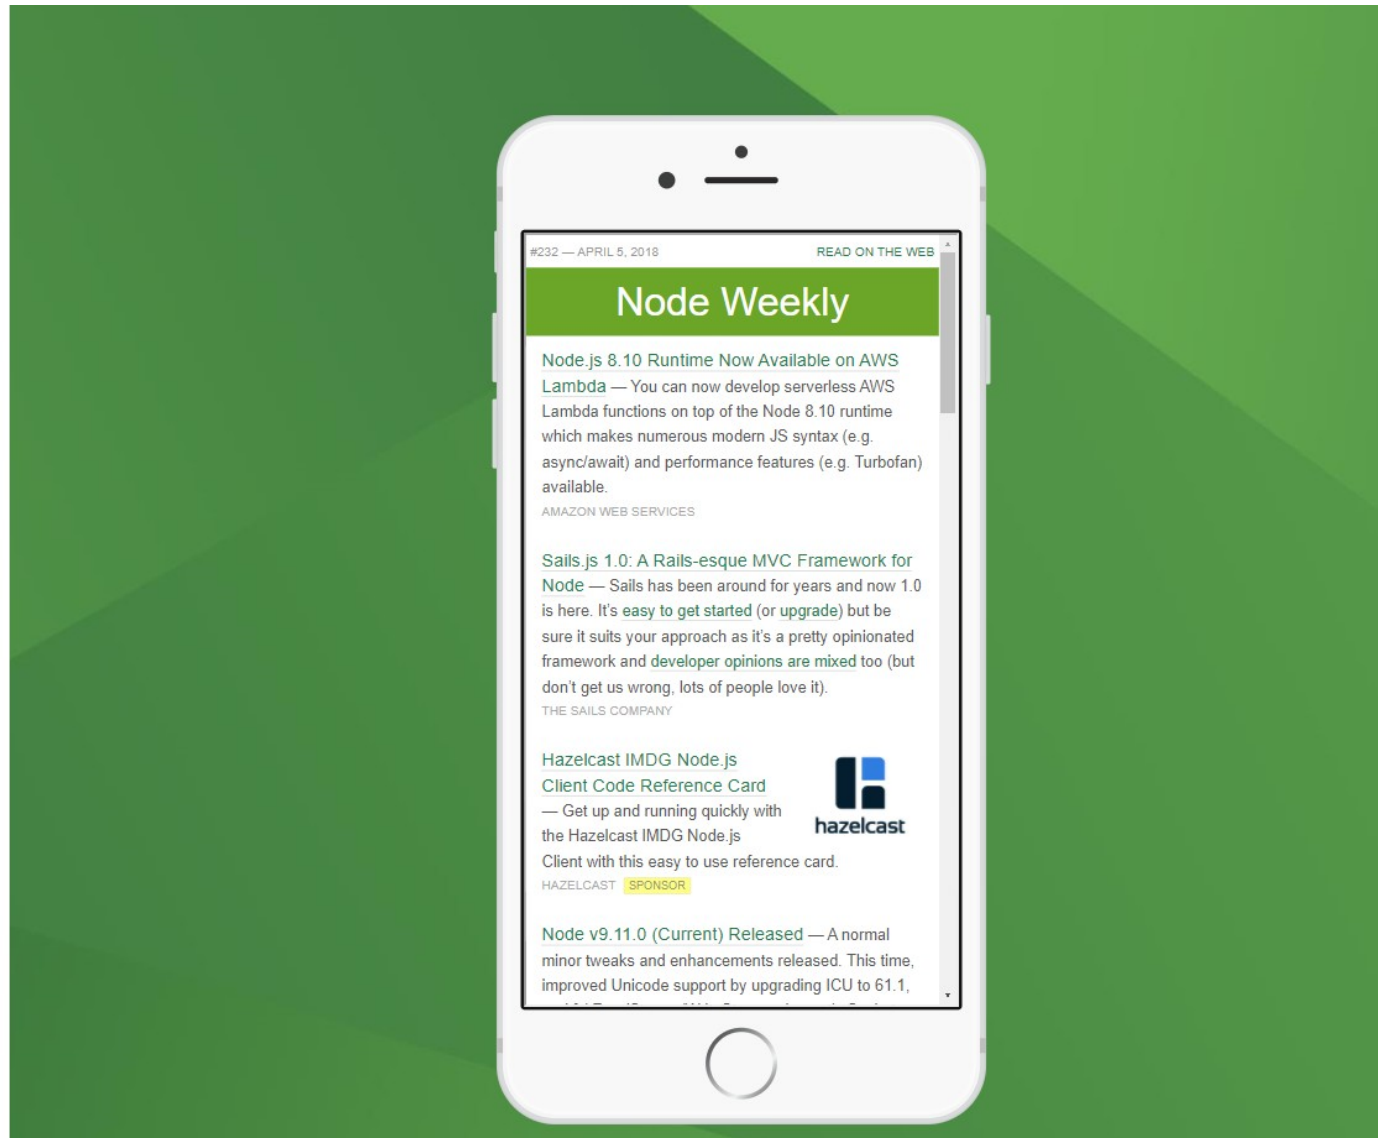 #232 — APRIL 5, 2018 READ ON THE WEB
Node Weekly
Node.js 8.10 Runtime Now Available on AWS
Lambda — You can now develop serverless AWS
Lambda functions on top of the Node 8.10 runtime
which makes numerous modern JS syntax (e.g.
async/await) and performance features (e.g. Turbofan)
available.
AMAZON WEB SERVICES
Sails.js 1.0: A Rails-esque MVC Framework for
Node — Sails has been around for years and now 1.0
is here. It's easy to get started (or upgrade) but be
sure it suits your approach as it's a pretty opinionated
framework and developer opinions are mixed too (but
don't get us wrong, lots of people love it).
THE SAILS COMPANY
Hazelcast IMDG Node.js
Client Code Reference Card
— Get up and running quickly with
the Hazelcast IMDG Node.js
Client with this easy to use reference card.
hazelcast
HAZELCAST SPONSOR
Node v9.11.0 (Current) Released — A normal
minor tweaks and enhancements released. This time,
improved Unicode support by upgrading ICU to 61.1,